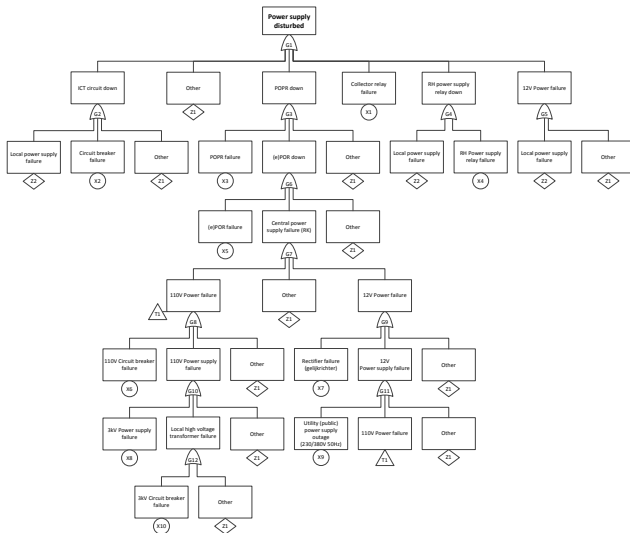 Power supply
disturbed
G1
ICT circuit down
Other
POPR down
Collector relay
failure
RH power supply
relay down
12V Power failure
G2
Z1
G3
X1
G4
G5
Local power supply
failure
Circuit breaker
failure
Other
POPR failure
(e)POR down
Other
Local power supply
failure
RH Power supply
relay failure
Local power supply
failure
Other
Z2
X2
Z1
X3
G6
Z1
Z2
X4
Z2
Z1
(e)POR failure
Central power
supply failure (RK)
Other
X5
G7
Z1
110V Power failure
Other
12V Power failure
T1
G8
Z1
G9
110V Circuit breaker
failure
110V Power supply
failure
Other
Rectifier failure
(gelijkrichter)
12V
Power supply failure
Other
X6
G10
Z1
X7
G11
Z1
3kV Power supply
failure
Local high voltage
transformer failure
Other
Utility (public)
power supply
outage
(230/380V 50Hz)
110V Power failure
Other
X8
G12
Z1
X9
T1
Z1
3kV Circuit breaker
failure
Other
X10
Z1